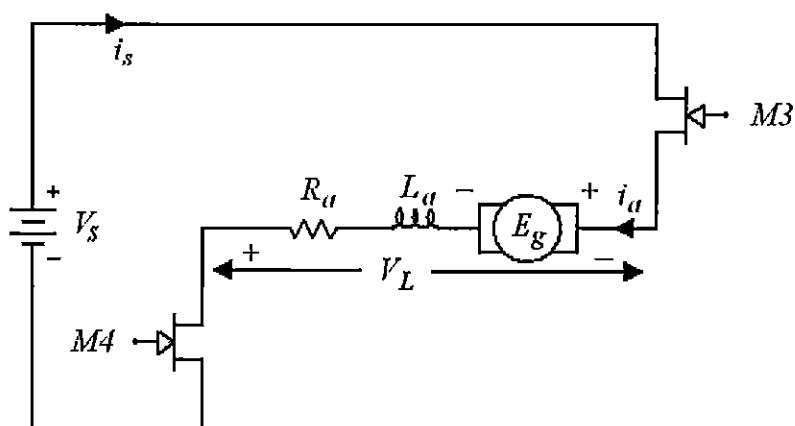 i_s
M3
+
V_s
−
R_a
L_a
−
E_g
+
i_a
+
V_L
−
M4